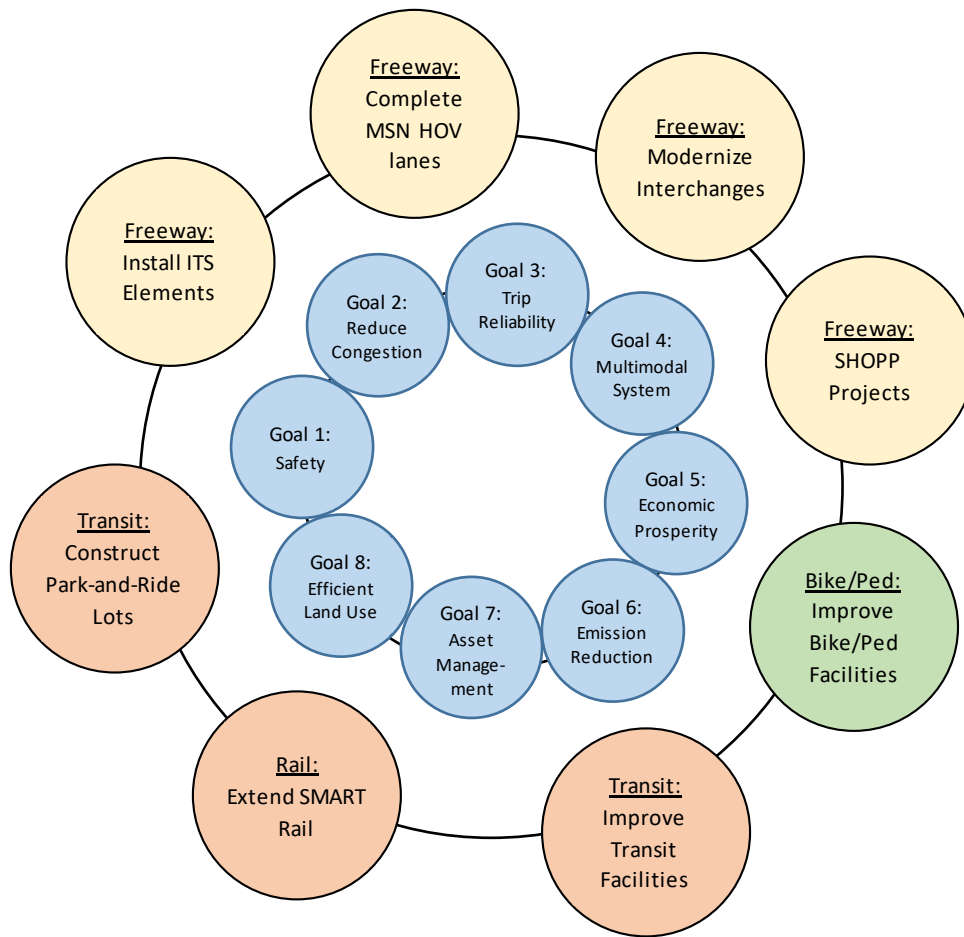 Freeway:
Complete
MSN HOV
lanes
Freeway:
Modernize
Interchanges
Freeway:
SHOPP
Projects
Bike/Ped:
Improve
Bike/Ped
Facilities
Transit:
Improve
Transit
Facilities
Rail:
Extend SMART
Rail
Transit:
Construct
Park-and-Ride
Lots
Freeway:
Install ITS
Elements
Goal 1:
Safety
Goal 2:
Reduce
Congestion
Goal 3:
Trip
Reliability
Goal 4:
Multimodal
System
Goal 5:
Economic
Prosperity
Goal 6:
Emission
Reduction
Goal 7:
Asset
Manage-
ment
Goal 8:
Efficient
Land Use